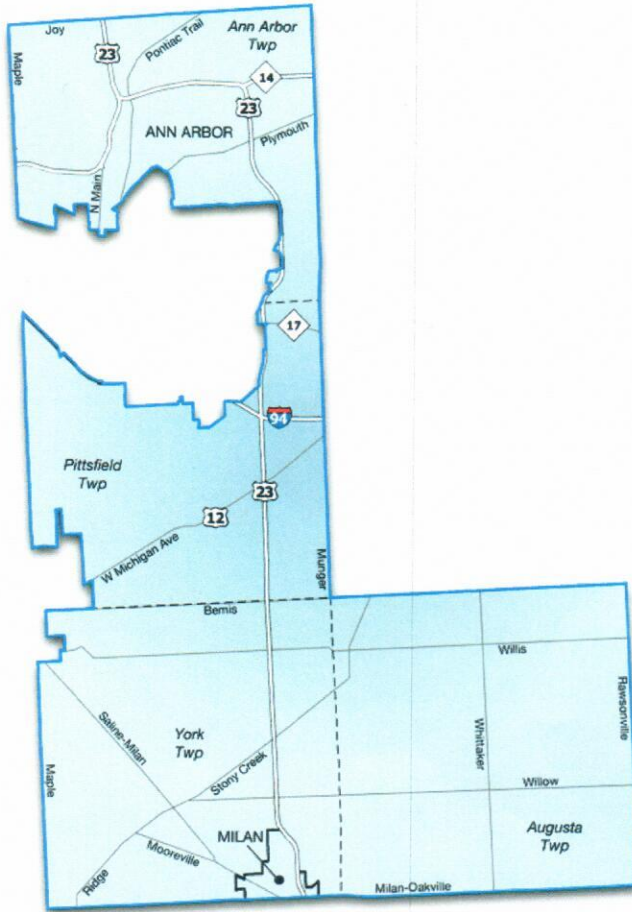 Joy
Ann Arbor
Twp
Maple
23
Pontiac Trail
14
23
ANN ARBOR
Plymouth
N Main
17
94
Pittsfield
Twp
23
12
W Michigan Ave
Munger
Bemis
Willis
Rawsonville
Saline-Milan
York
Twp
Whittaker
Maple
Stony Creek
Willow
MILAN
Augusta
Twp
Mooreville
Ridge
Milan-Oakville